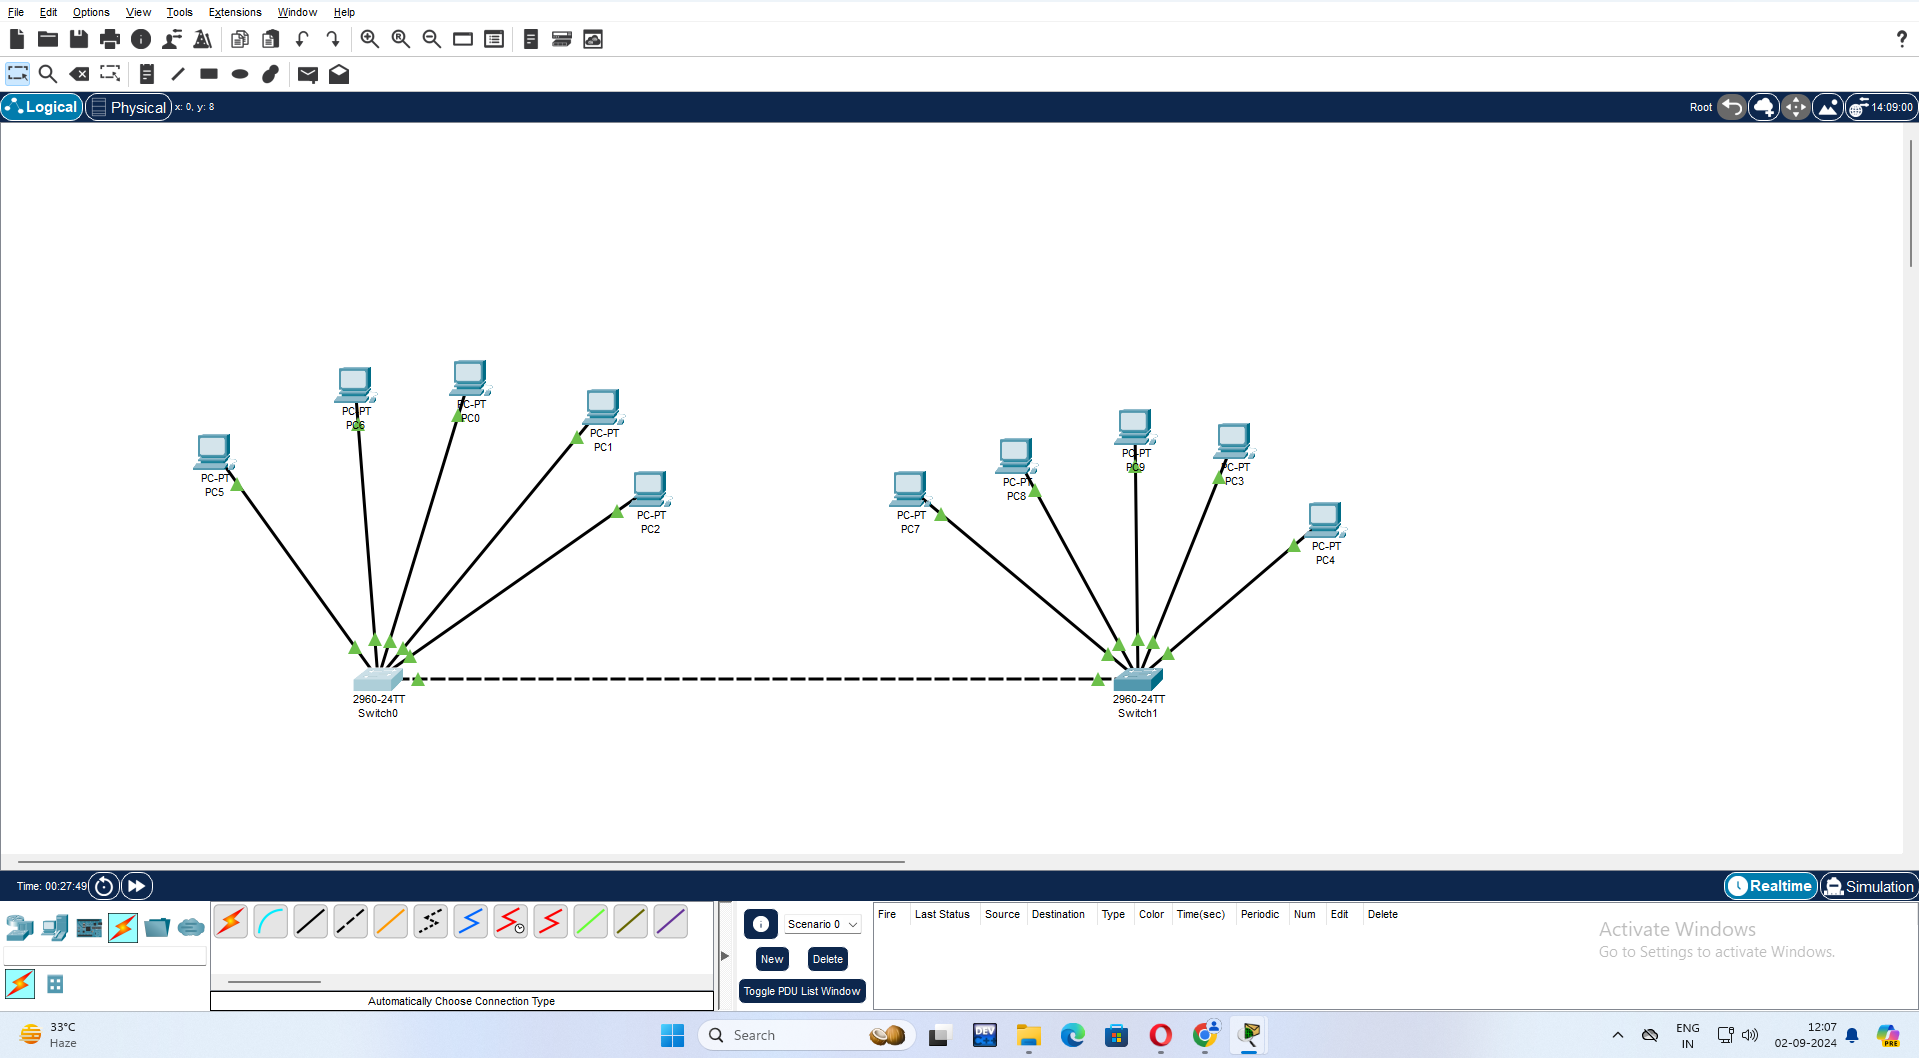 File Edit Options View Tools Extensions Window Help
?
Logical Physical x: 0, y: 8 Root 14:09:00
PC-PT
PC5
PC-PT
PC6
PC-PT
PC0
PC-PT
PC1
PC-PT
PC2
PC-PT
PC7
PC-PT
PC8
PC-PT
PC9
PC-PT
PC3
PC-PT
PC4
2960-24TT
Switch0
2960-24TT
Switch1
Time: 00:27:49 Realtime Simulation
Automatically Choose Connection Type
Scenario 0
New Delete
Toggle PDU List Window
Fire Last Status Source Destination Type Color Time(sec) Periodic Num Edit Delete
Activate Windows
Go to Settings to activate Windows.
33°C
Haze
Search
DEV
C++
ENG
IN
12:07
02-09-2024
PRE